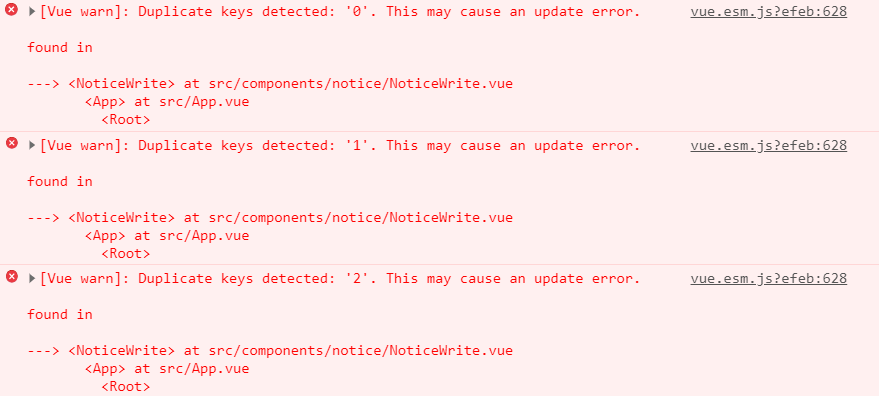 [Vue warn]: Duplicate keys detected: '0'. This may cause an update error. vue.esm.js?efeb:628
found in
---> <NoticeWrite> at src/components/notice/NoticeWrite.vue
<App> at src/App.vue
<Root>
[Vue warn]: Duplicate keys detected: '1'. This may cause an update error. vue.esm.js?efeb:628
found in
---> <NoticeWrite> at src/components/notice/NoticeWrite.vue
<App> at src/App.vue
<Root>
[Vue warn]: Duplicate keys detected: '2'. This may cause an update error. vue.esm.js?efeb:628
found in
---> <NoticeWrite> at src/components/notice/NoticeWrite.vue
<App> at src/App.vue
<Root>